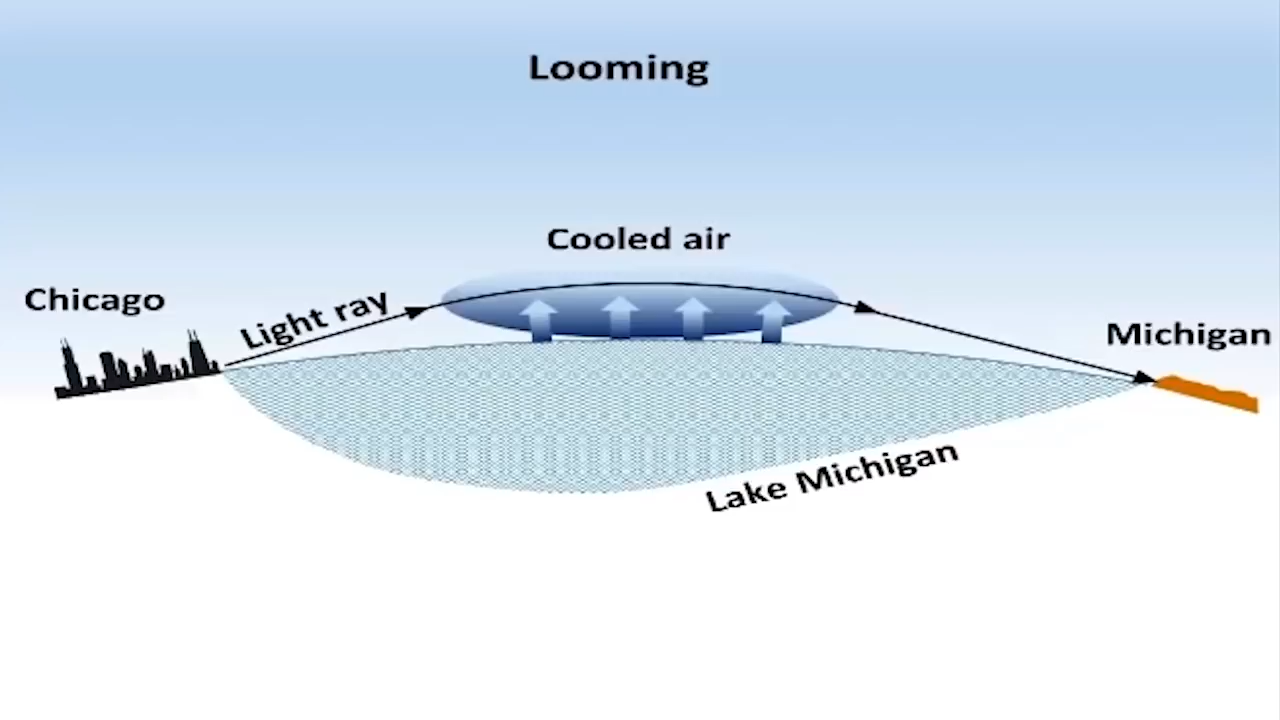 Looming
Cooled air
Chicago
Light ray
Michigan
Lake Michigan